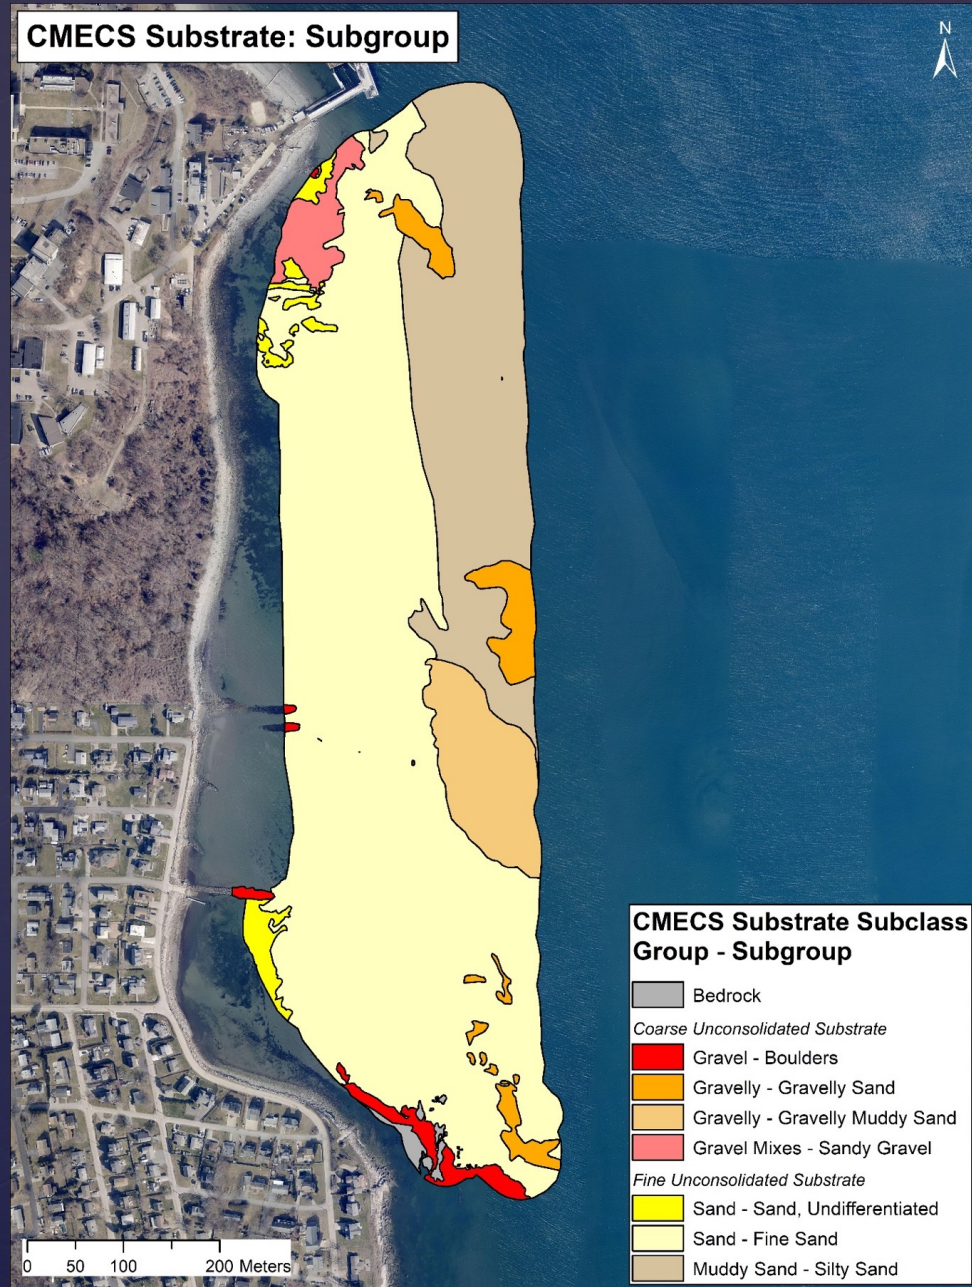 CMECS Substrate: Subgroup
N
CMECS Substrate Subclass
Group - Subgroup
Bedrock
Coarse Unconsolidated Substrate
Gravel - Boulders
Gravelly - Gravelly Sand
Gravelly - Gravelly Muddy Sand
Gravel Mixes - Sandy Gravel
Fine Unconsolidated Substrate
Sand - Sand, Undifferentiated
Sand - Fine Sand
Muddy Sand - Silty Sand
0 50 100 200 Meters